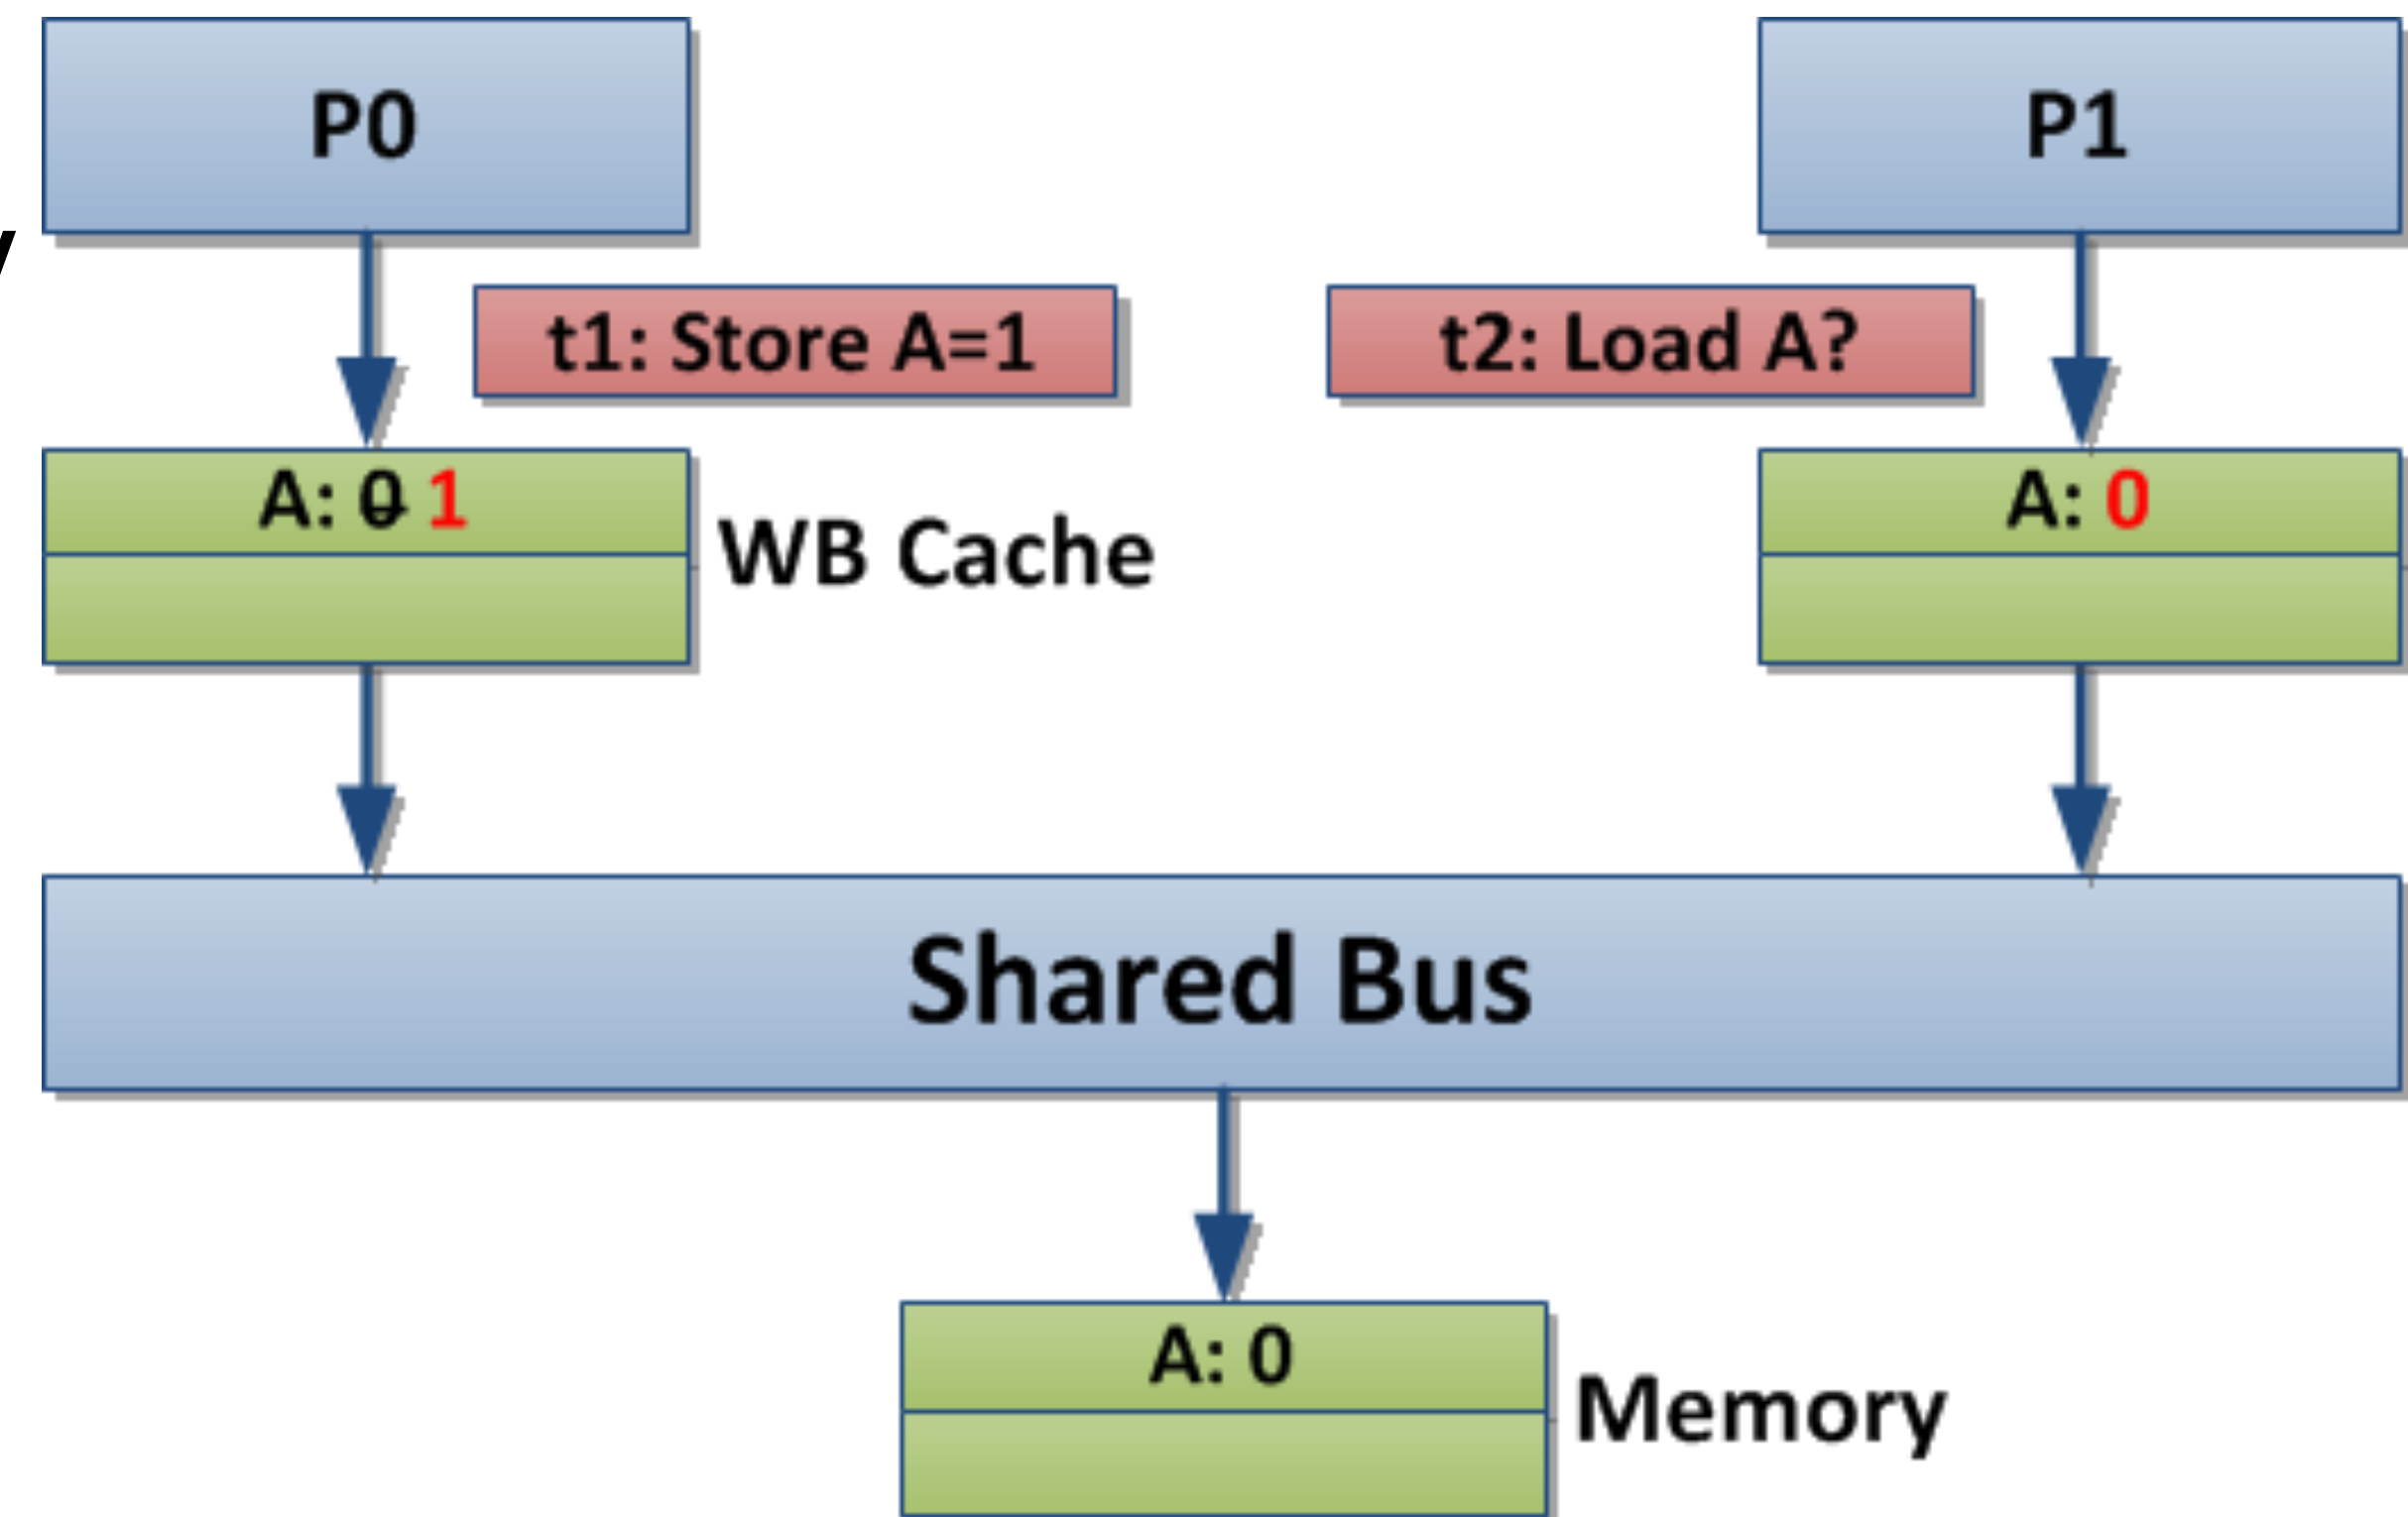 P0
P1
y
t1: Store A=1
t2: Load A?
A: 0 1
A: 0
WB Cache
Shared Bus
A: 0
Memory